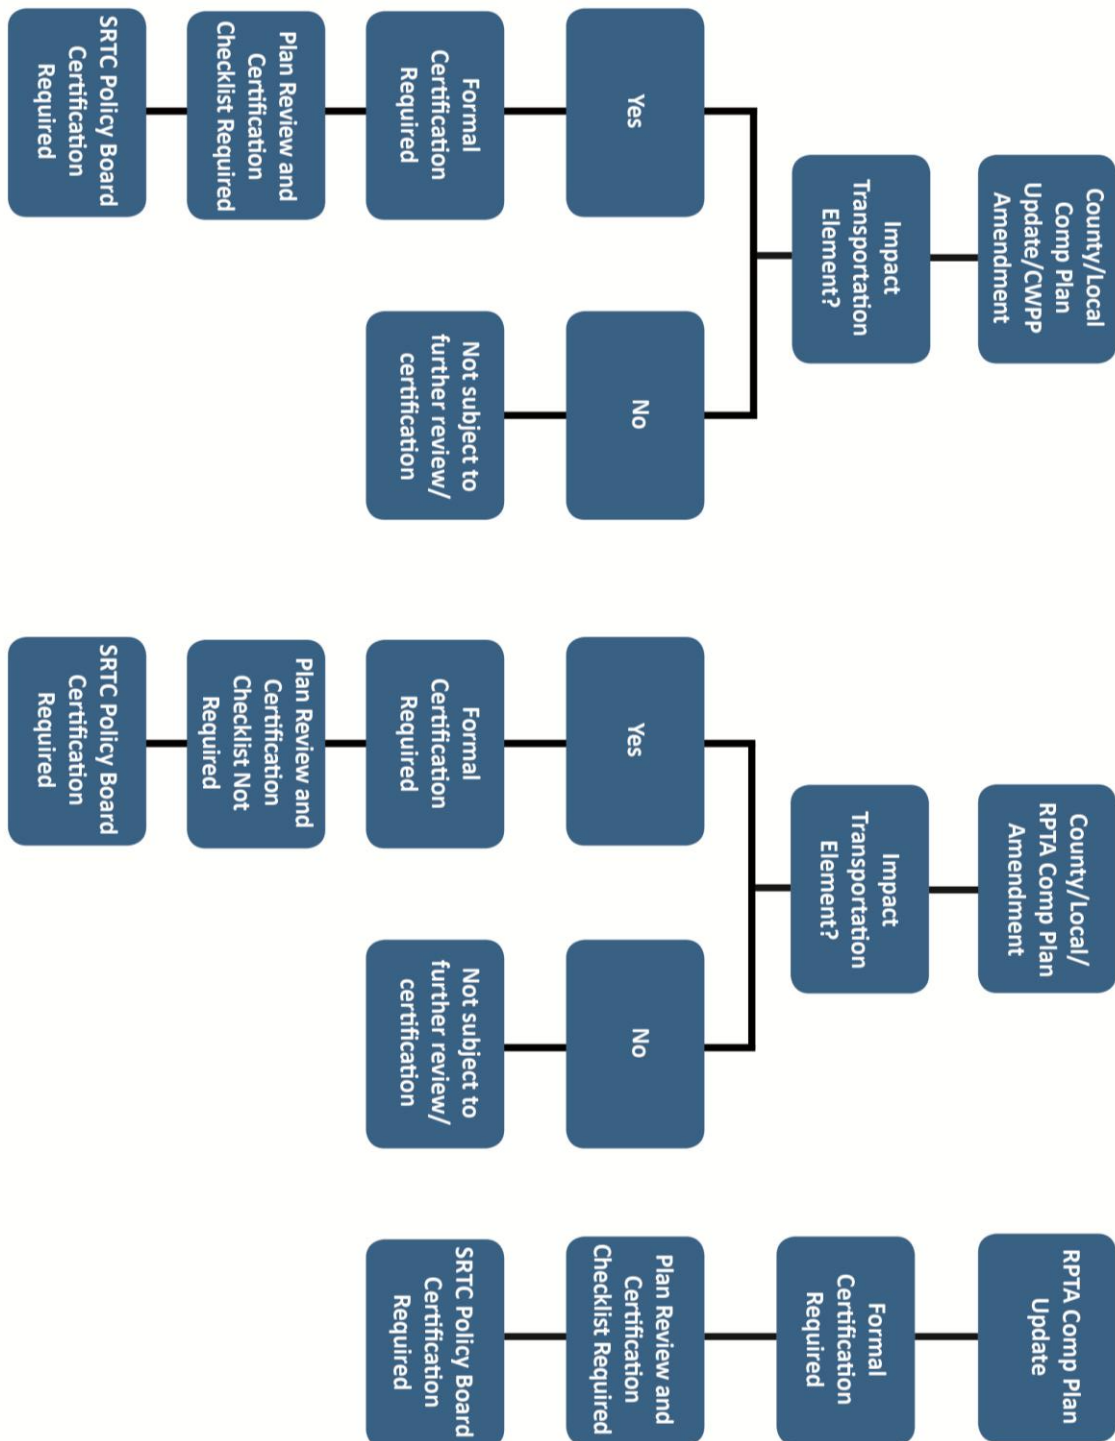 County/Local
Comp Plan
Update/CWPP
Amendment
Impact
Transportation
Element?
Yes
No
Formal
Certification
Required
Not subject to
further review/
certification
Plan Review and
Certification
Checklist Required
SRTC Policy Board
Certification
Required
County/Local/
RPTA Comp Plan
Amendment
Impact
Transportation
Element?
Yes
No
Formal
Certification
Required
Not subject to
further review/
certification
Plan Review and
Certification
Checklist Not
Required
SRTC Policy Board
Certification
Required
RPTA Comp Plan
Update
Formal
Certification
Required
Plan Review and
Certification
Checklist Required
SRTC Policy Board
Certification
Required